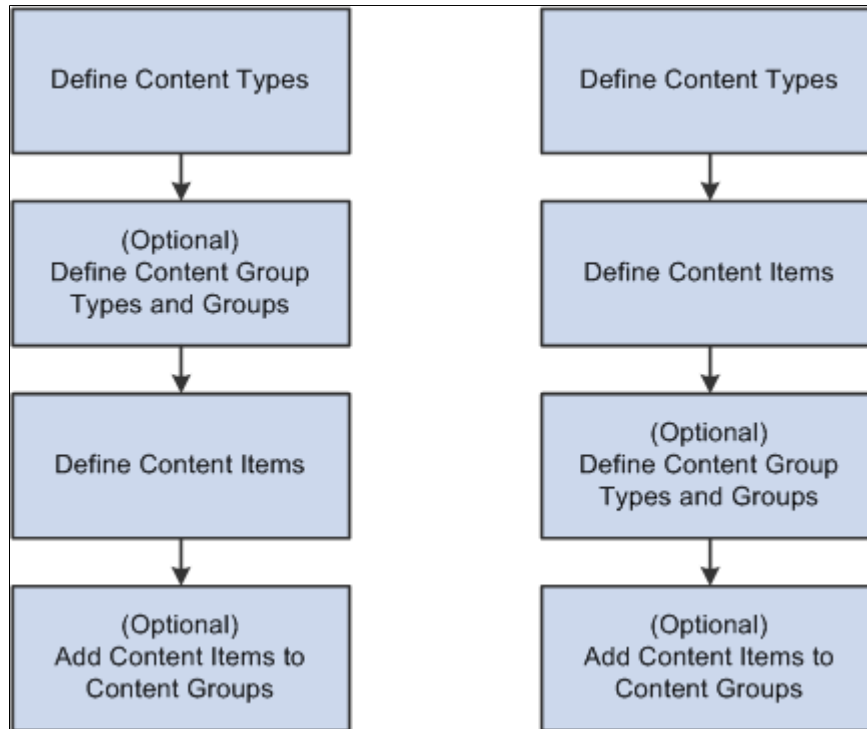 Define Content Types
(Optional)
Define Content Group
Types and Groups
Define Content Items
(Optional)
Add Content Items to
Content Groups
Define Content Types
Define Content Items
(Optional)
Define Content Group
Types and Groups
(Optional)
Add Content Items to
Content Groups